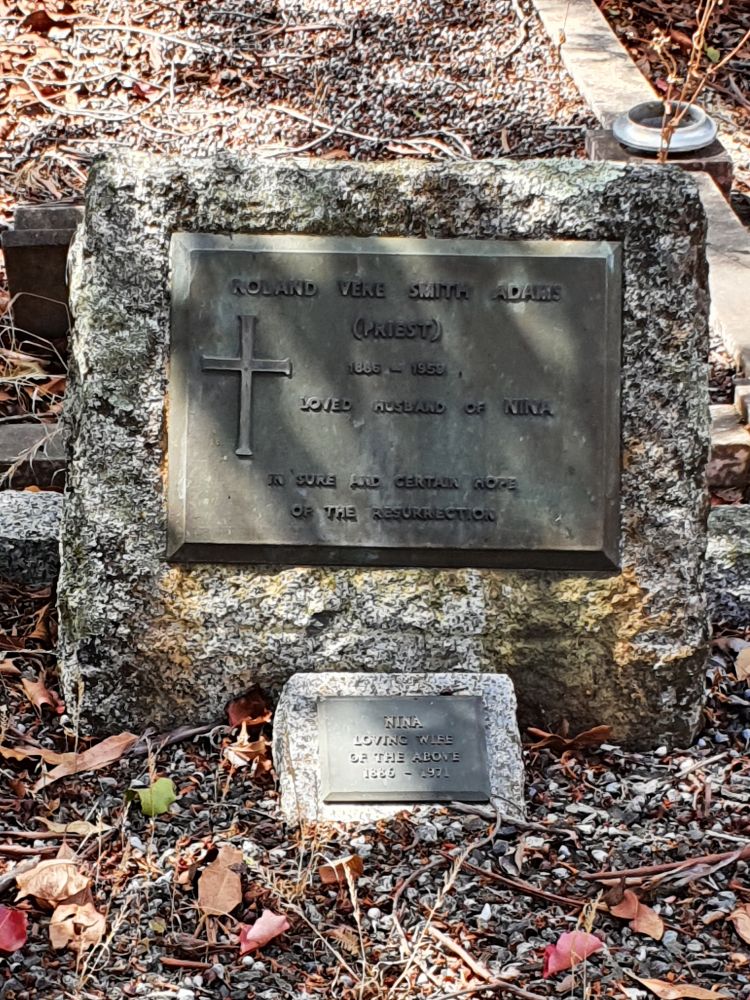 ROLAND VERE SMITH ADAMS
(PRIEST)
1886 – 1958
LOVED HUSBAND OF NINA
IN SURE AND CERTAIN HOPE
OF THE RESURRECTION
NINA
LOVING WIFE
OF THE ABOVE
1886 - 1971